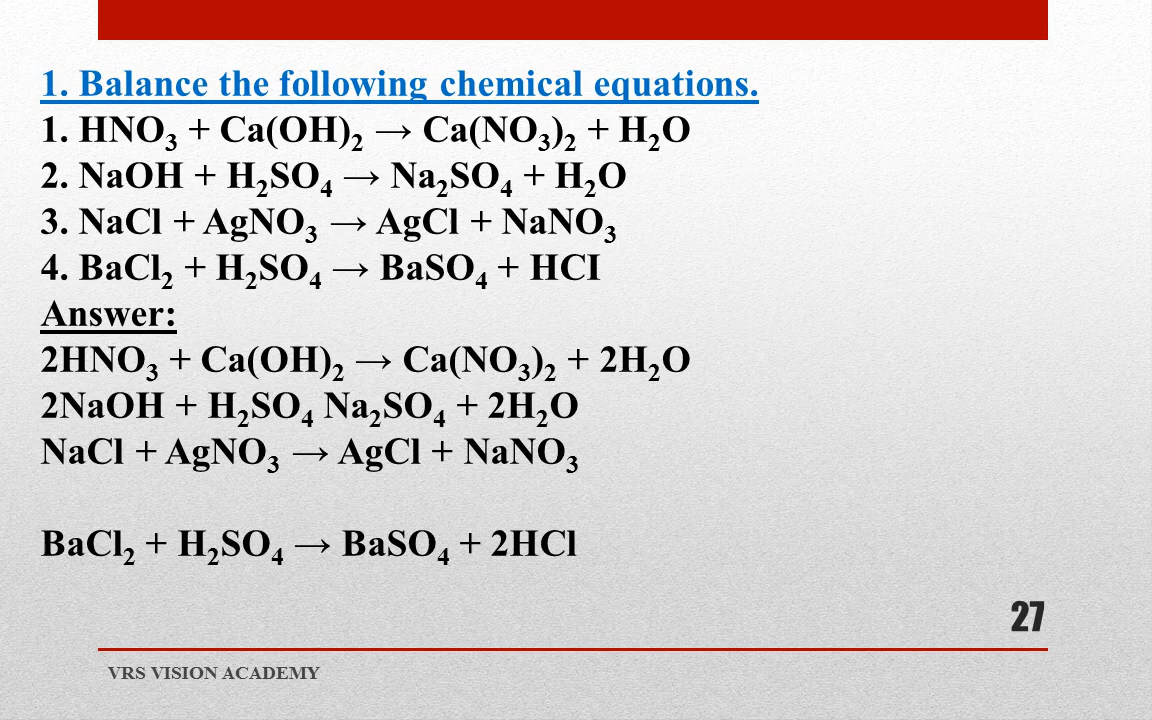 1. Balance the following chemical equations.
1. HNO₃ + Ca(OH)₂ → Ca(NO₃)₂ + H₂O
2. NaOH + H₂SO₄ → Na₂SO₄ + H₂O
3. NaCl + AgNO₃ → AgCl + NaNO₃
4. BaCl₂ + H₂SO₄ → BaSO₄ + HCI
Answer:
2HNO₃ + Ca(OH)₂ → Ca(NO₃)₂ + 2H₂O
2NaOH + H₂SO₄ Na₂SO₄ + 2H₂O
NaCl + AgNO₃ → AgCl + NaNO₃
BaCl₂ + H₂SO₄ → BaSO₄ + 2HCl
27
VRS VISION ACADEMY